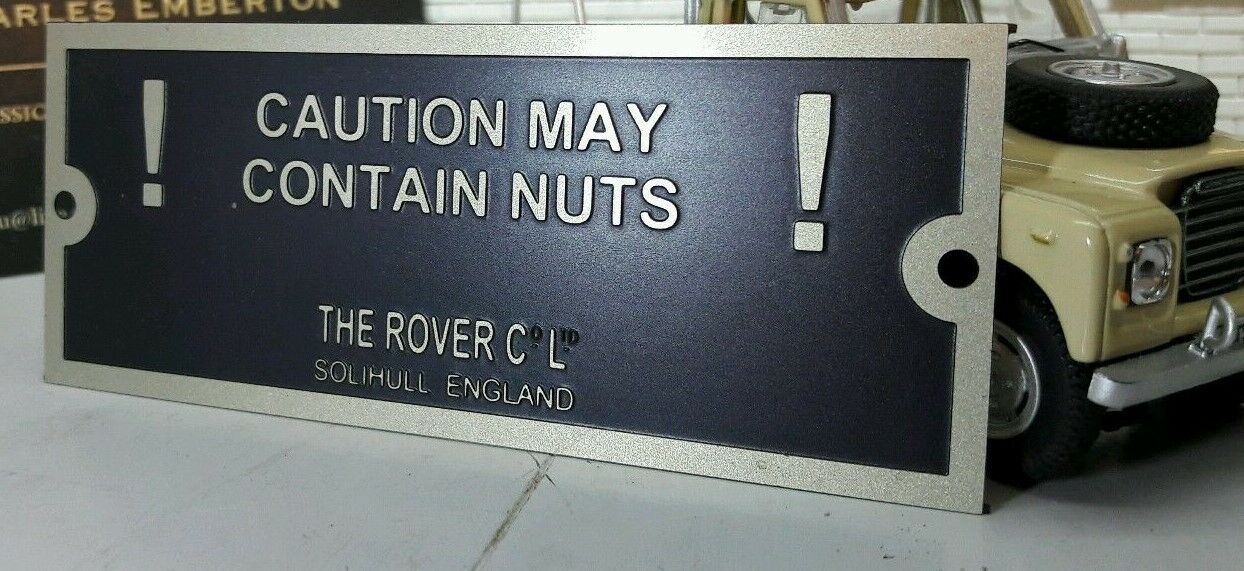 ARLES EMBERTON
! CAUTION MAY !
CONTAIN NUTS
THE ROVER Cº LTD
SOLIHULL ENGLAND